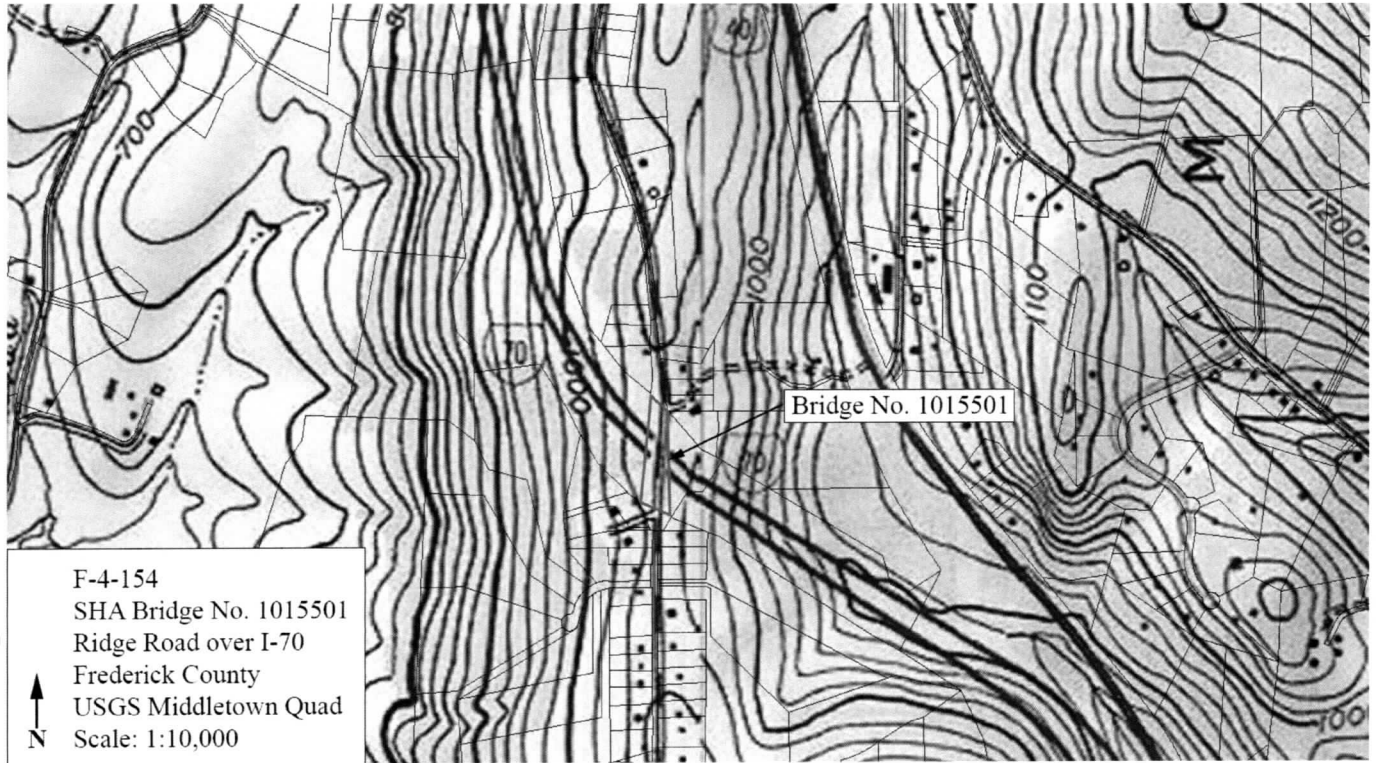 40
700
M
1200
1000
1100
70
1000
Bridge No. 1015501
70
F-4-154
SHA Bridge No. 1015501
Ridge Road over I-70
Frederick County
USGS Middletown Quad
N Scale: 1:10,000